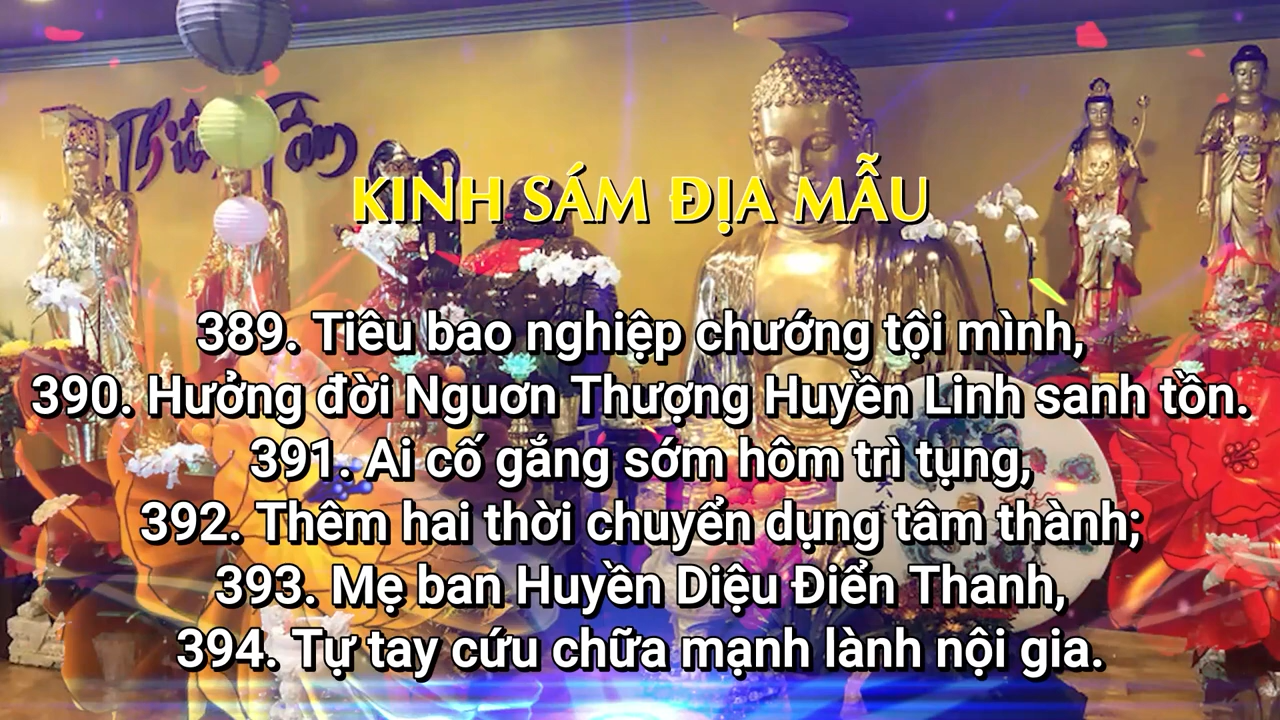 Thiên Tâm
KINH SÁM ĐỊA MẪU
389. Tiêu bao nghiệp chướng tội mình,
390. Hưởng đời Nguơn Thượng Huyền Linh sanh tồn.
391. Ai cố gắng sớm hôm trì tụng,
392. Thêm hai thời chuyển dụng tâm thành;
393. Mẹ ban Huyền Diệu Điển Thanh,
394. Tự tay cứu chữa mạnh lành nội gia.